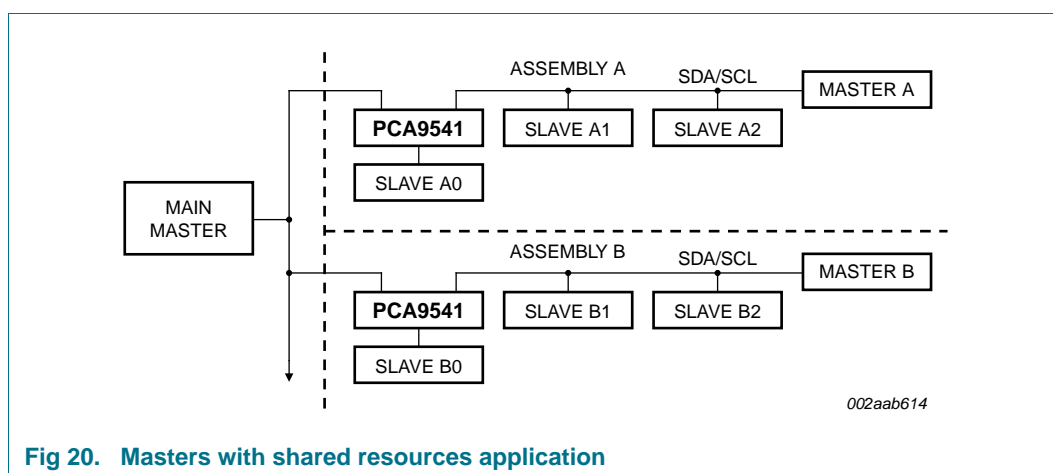 ASSEMBLY A
SDA/SCL
MASTER A
PCA9541
SLAVE A1
SLAVE A2
SLAVE A0
MAIN
MASTER
ASSEMBLY B
SDA/SCL
MASTER B
PCA9541
SLAVE B1
SLAVE B2
SLAVE B0
002aab614
Fig 20. Masters with shared resources application